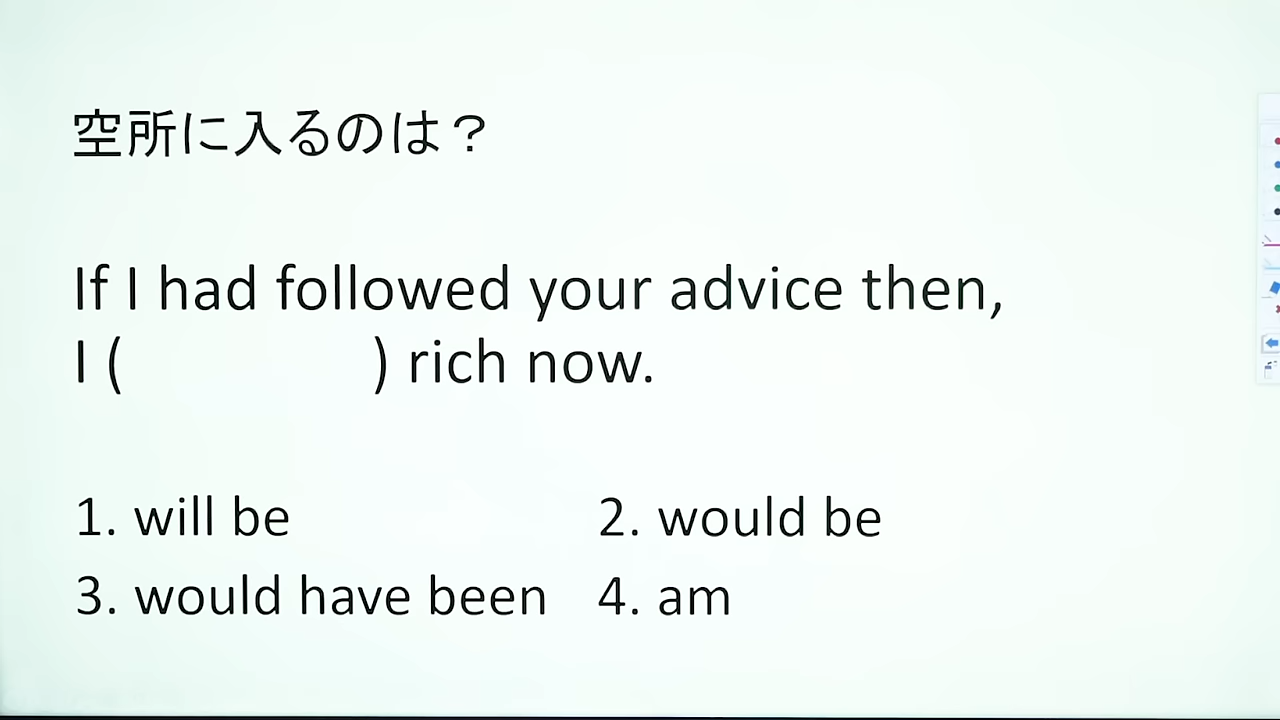 空所に入るのは？
If I had followed your advice then,
I ( ) rich now.
1. will be 2. would be
3. would have been 4. am